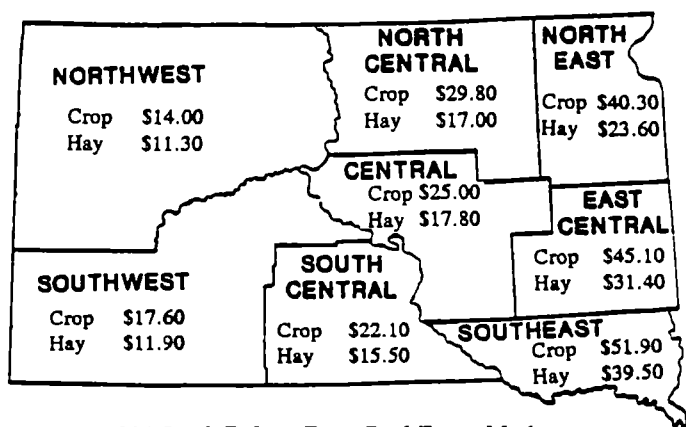 NORTHWEST
Crop $14.00
Hay $11.30
NORTH
CENTRAL
Crop $29.80
Hay $17.00
NORTH
EAST
Crop $40.30
Hay $23.60
CENTRAL
Crop $25.00
Hay $17.80
EAST
CENTRAL
Crop $45.10
Hay $31.40
SOUTHWEST
Crop $17.60
Hay $11.90
SOUTH
CENTRAL
Crop $22.10
Hay $15.50
SOUTHEAST
Crop $51.90
Hay $39.50